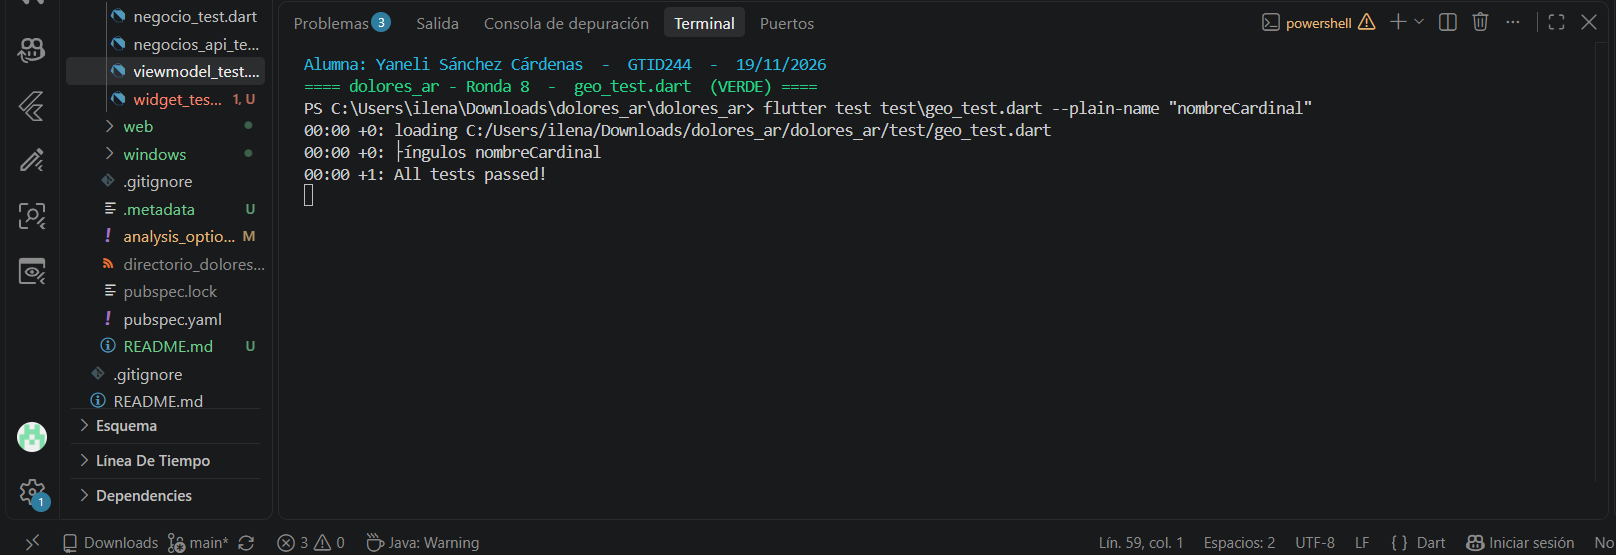 negocio_test.dart
negocios_api_te...
viewmodel_test....
widget_tes... 1, U
web
windows
.gitignore
.metadata U
analysis_optio... M
directorio_dolores...
pubspec.lock
pubspec.yaml
README.md U
.gitignore
README.md
Esquema
Línea De Tiempo
Dependencies
1
Problemas 3 Salida Consola de depuración Terminal Puertos
powershell
Alumna: Yaneli Sánchez Cárdenas - GTID244 - 19/11/2026
==== dolores_ar - Ronda 8 - geo_test.dart (VERDE) ====
PS C:\Users\ilena\Downloads\dolores_ar\dolores_ar> flutter test test\geo_test.dart --plain-name "nombreCardinal"
00:00 +0: loading C:/Users/ilena/Downloads/dolores_ar/dolores_ar/test/geo_test.dart
00:00 +0: ├íngulos nombreCardinal
00:00 +1: All tests passed!
Downloads main* 3 0 Java: Warning Lín. 59, col. 1 Espacios: 2 UTF-8 LF { } Dart Iniciar sesión No